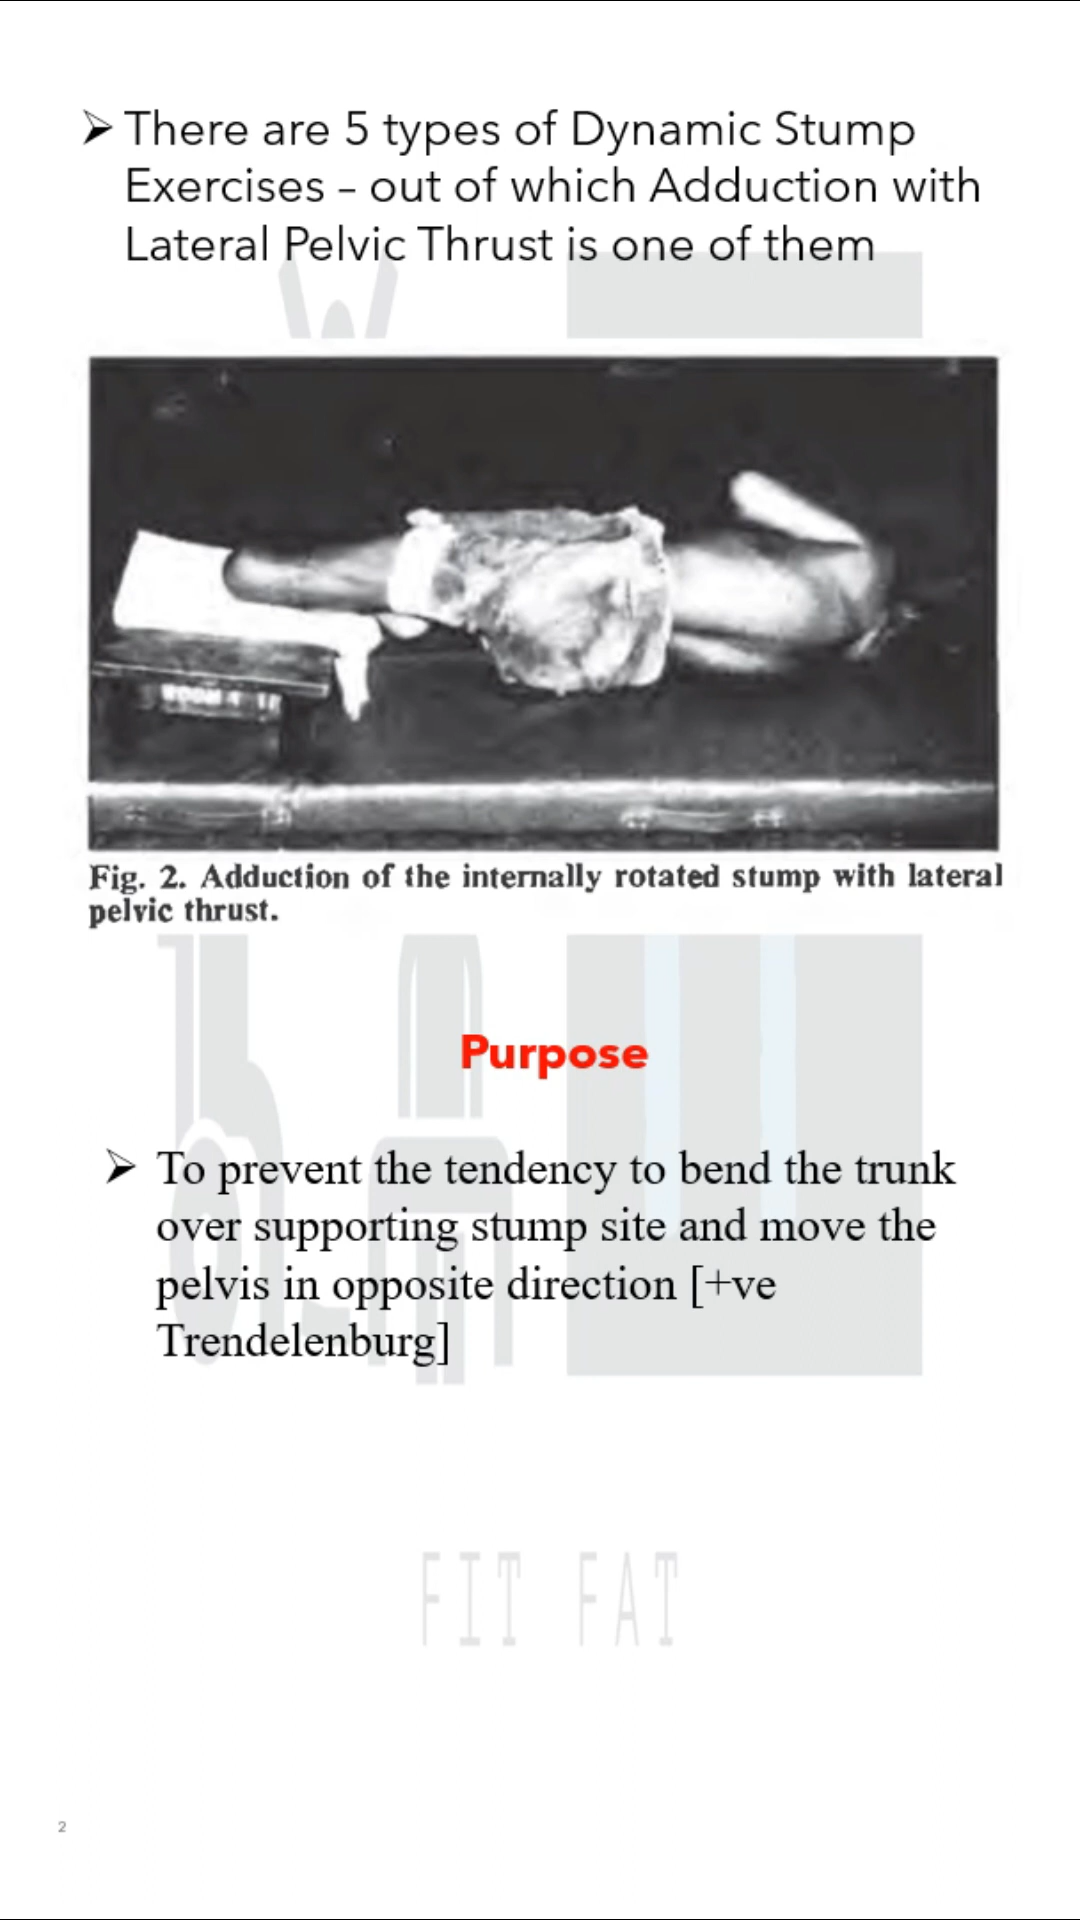 ➢ There are 5 types of Dynamic Stump
Exercises – out of which Adduction with
Lateral Pelvic Thrust is one of them
Fig. 2. Adduction of the internally rotated stump with lateral
pelvic thrust.
Purpose
➢ To prevent the tendency to bend the trunk
over supporting stump site and move the
pelvis in opposite direction [+ve
Trendelenburg]
FIT FAT
2